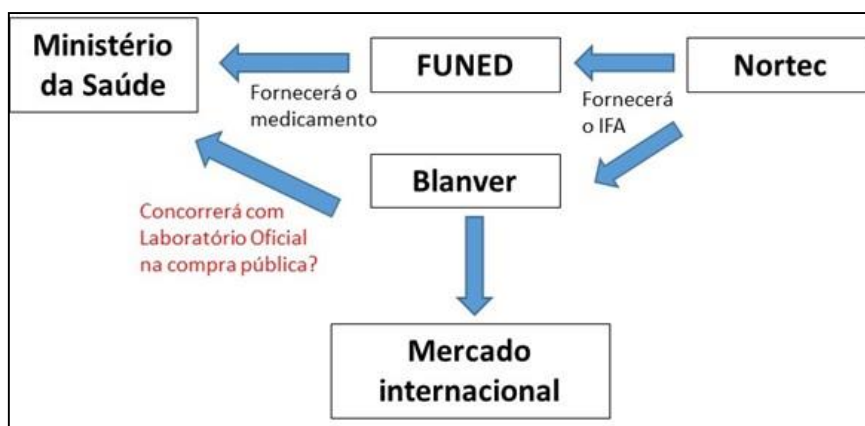 Ministério
da Saúde
FUNED
Nortec
Fornecerá o
medicamento
Fornecerá
o IFA
Blanver
Concorrerá com
Laboratório Oficial
na compra pública?
Mercado
internacional